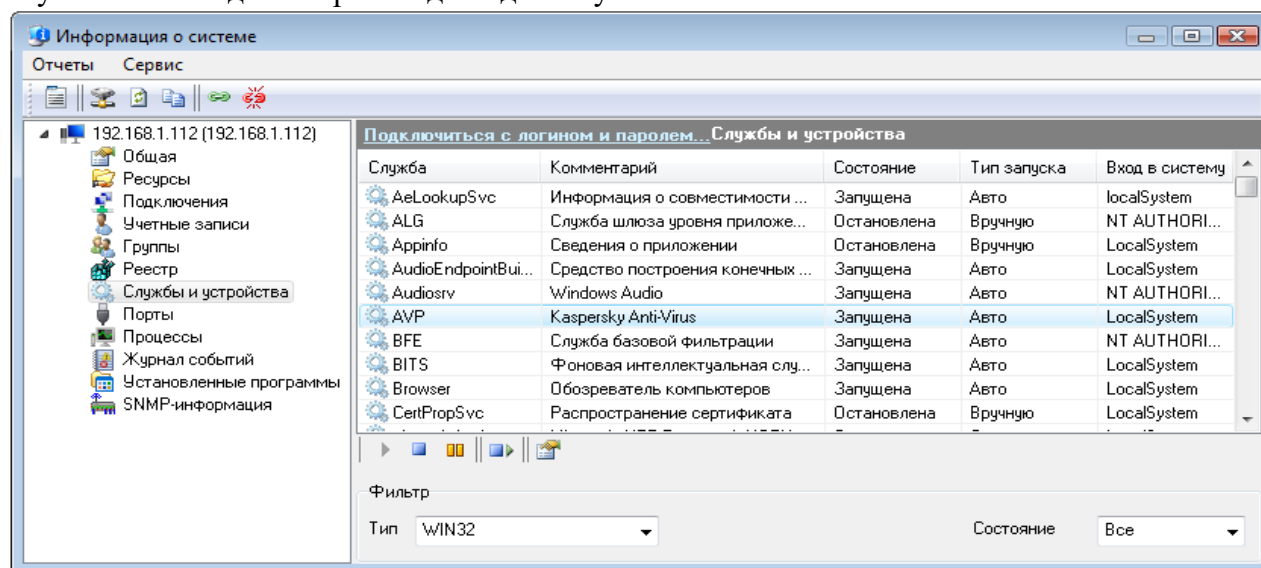 Информация о системе
Отчеты Сервис
192.168.1.112 (192.168.1.112)
Общая
Ресурсы
Подключения
Учетные записи
Группы
Реестр
Службы и устройства
Порты
Процессы
Журнал событий
Установленные программы
SNMP-информация
Подключиться с логином и паролем... Службы и устройства
Служба Комментарий Состояние Тип запуска Вход в систему
AeLookupSvc Информация о совместимости ... Запущена Авто localSystem
ALG Служба шлюза уровня приложе... Остановлена Вручную NT AUTHORI...
Appinfo Сведения о приложении Остановлена Вручную LocalSystem
AudioEndpointBui... Средство построения конечных ... Запущена Авто LocalSystem
Audiosrv Windows Audio Запущена Авто NT AUTHORI...
AVP Kaspersky Anti-Virus Запущена Авто LocalSystem
BFE Служба базовой фильтрации Запущена Авто NT AUTHORI...
BITS Фоновая интеллектуальная слу... Запущена Авто LocalSystem
Browser Обозреватель компьютеров Запущена Авто LocalSystem
CertPropSvc Распространение сертификата Остановлена Вручную LocalSystem
Фильтр
Тип WIN32 Состояние Все